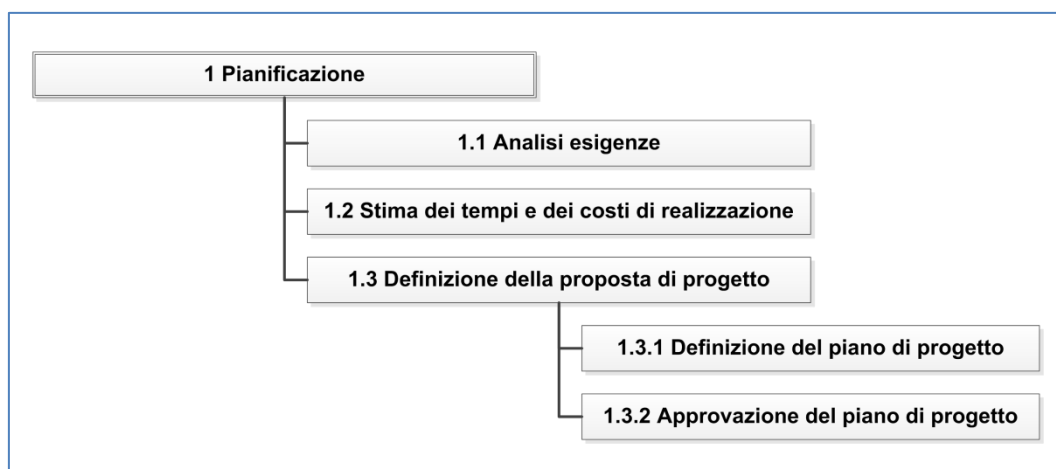 1 Pianificazione
1.1 Analisi esigenze
1.2 Stima dei tempi e dei costi di realizzazione
1.3 Definizione della proposta di progetto
1.3.1 Definizione del piano di progetto
1.3.2 Approvazione del piano di progetto